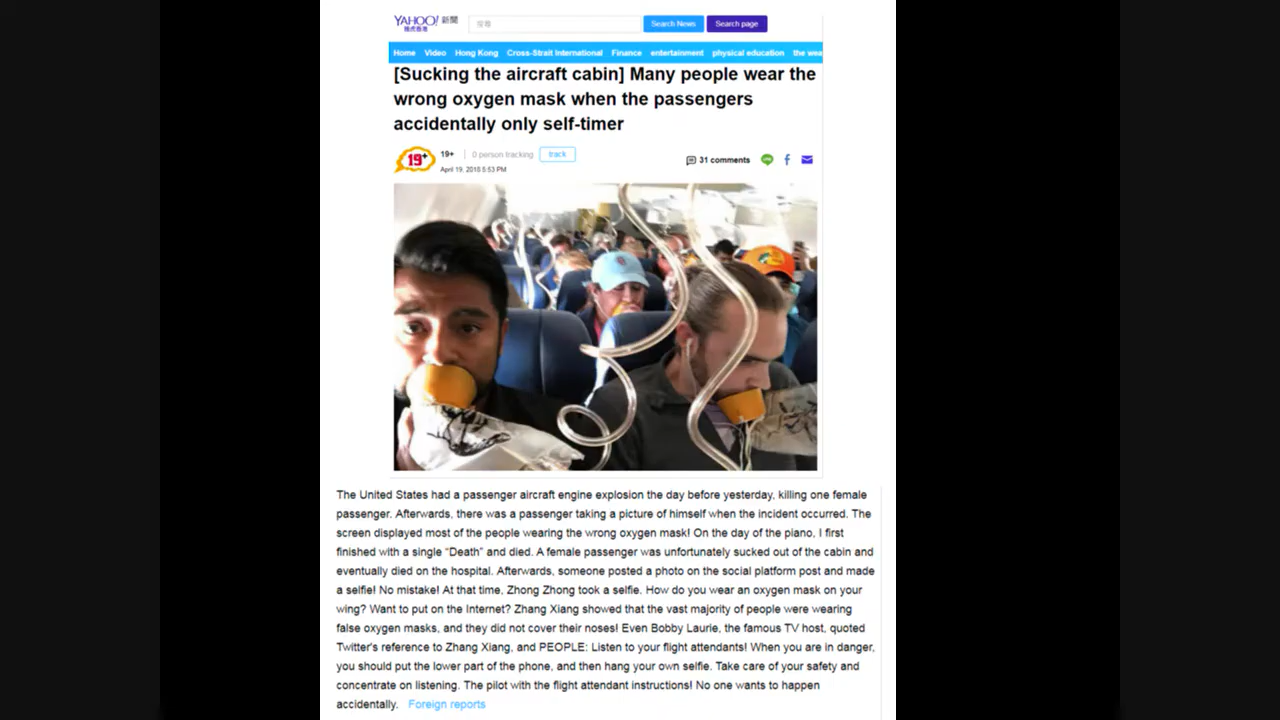 YAHOO! 新聞
雅虎香港
搜尋
Search News
Search page
Home Video Hong Kong Cross-Strait International Finance entertainment physical education the wea
[Sucking the aircraft cabin] Many people wear the
wrong oxygen mask when the passengers
accidentally only self-timer
19+
19+ 0 person tracking track
April 19, 2018 5:53 PM
31 comments
The United States had a passenger aircraft engine explosion the day before yesterday, killing one female
passenger. Afterwards, there was a passenger taking a picture of himself when the incident occurred. The
screen displayed most of the people wearing the wrong oxygen mask! On the day of the piano, I first
finished with a single “Death” and died. A female passenger was unfortunately sucked out of the cabin and
eventually died on the hospital. Afterwards, someone posted a photo on the social platform post and made
a selfie! No mistake! At that time, Zhong Zhong took a selfie. How do you wear an oxygen mask on your
wing? Want to put on the Internet? Zhang Xiang showed that the vast majority of people were wearing
false oxygen masks, and they did not cover their noses! Even Bobby Laurie, the famous TV host, quoted
Twitter's reference to Zhang Xiang, and PEOPLE: Listen to your flight attendants! When you are in danger,
you should put the lower part of the phone, and then hang your own selfie. Take care of your safety and
concentrate on listening. The pilot with the flight attendant instructions! No one wants to happen
accidentally. Foreign reports